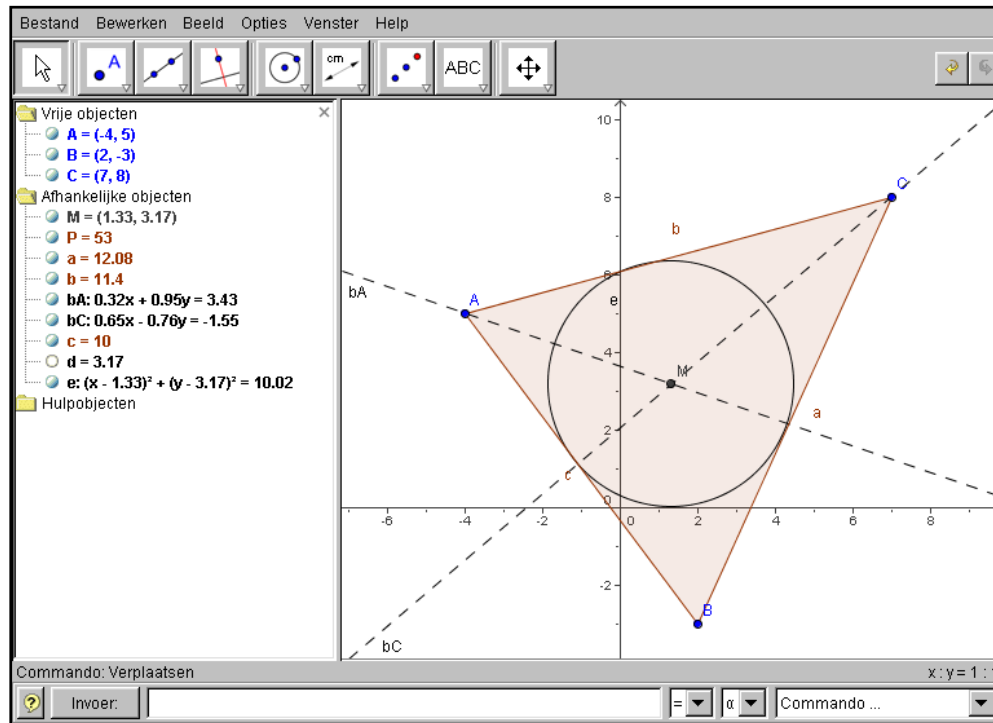 Bestand Bewerken Beeld Opties Venster Help
A cm ABC
Vrije objecten
A = (-4, 5)
B = (2, -3)
C = (7, 8)
Afhankelijke objecten
M = (1.33, 3.17)
P = 53
a = 12.08
b = 11.4
bA: 0.32x + 0.95y = 3.43
bC: 0.65x - 0.76y = -1.55
c = 10
d = 3.17
e: (x - 1.33)² + (y - 3.17)² = 10.02
Hulpobjecten
10
C
8
b
6
bA
A
e
4
M
a
2
c
0
-6 -4 -2 0 2 4 6 8
-2
B
bC
Commando: Verplaatsen
x : y = 1 :
? Invoer: = α Commando ...